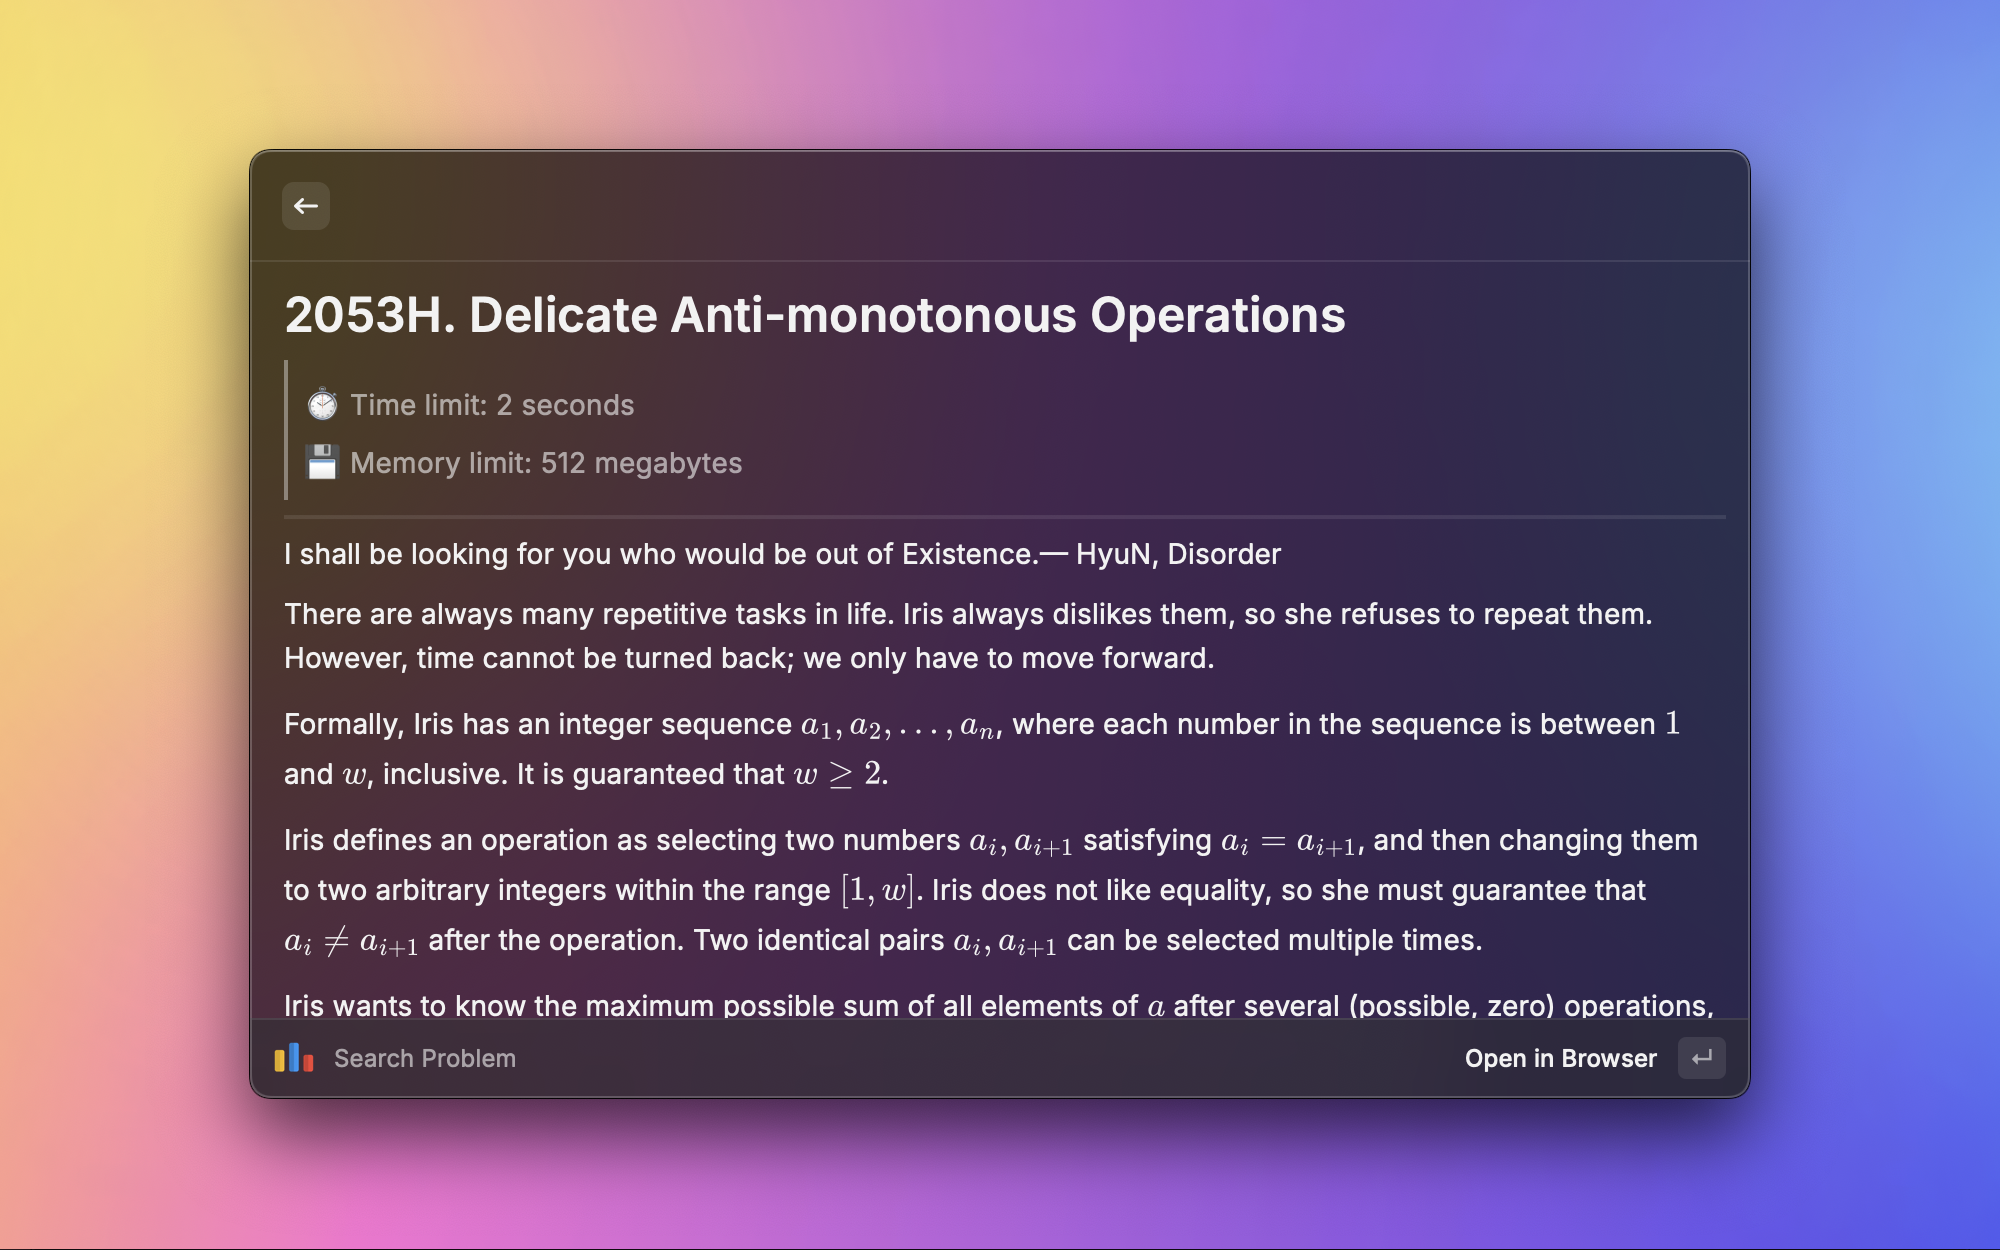 2053H. Delicate Anti-monotonous Operations
⏱️ Time limit: 2 seconds
💾 Memory limit: 512 megabytes
I shall be looking for you who would be out of Existence.— HyuN, Disorder
There are always many repetitive tasks in life. Iris always dislikes them, so she refuses to repeat them.
However, time cannot be turned back; we only have to move forward.
Formally, Iris has an integer sequence $a_1, a_2, \ldots, a_n$, where each number in the sequence is between $1$
and $w$, inclusive. It is guaranteed that $w \geq 2$.
Iris defines an operation as selecting two numbers $a_i, a_{i+1}$ satisfying $a_i = a_{i+1}$, and then changing them
to two arbitrary integers within the range $[1, w]$. Iris does not like equality, so she must guarantee that
$a_i \neq a_{i+1}$ after the operation. Two identical pairs $a_i, a_{i+1}$ can be selected multiple times.
Iris wants to know the maximum possible sum of all elements of $a$ after several (possible, zero) operations,
Search Problem
Open in Browser